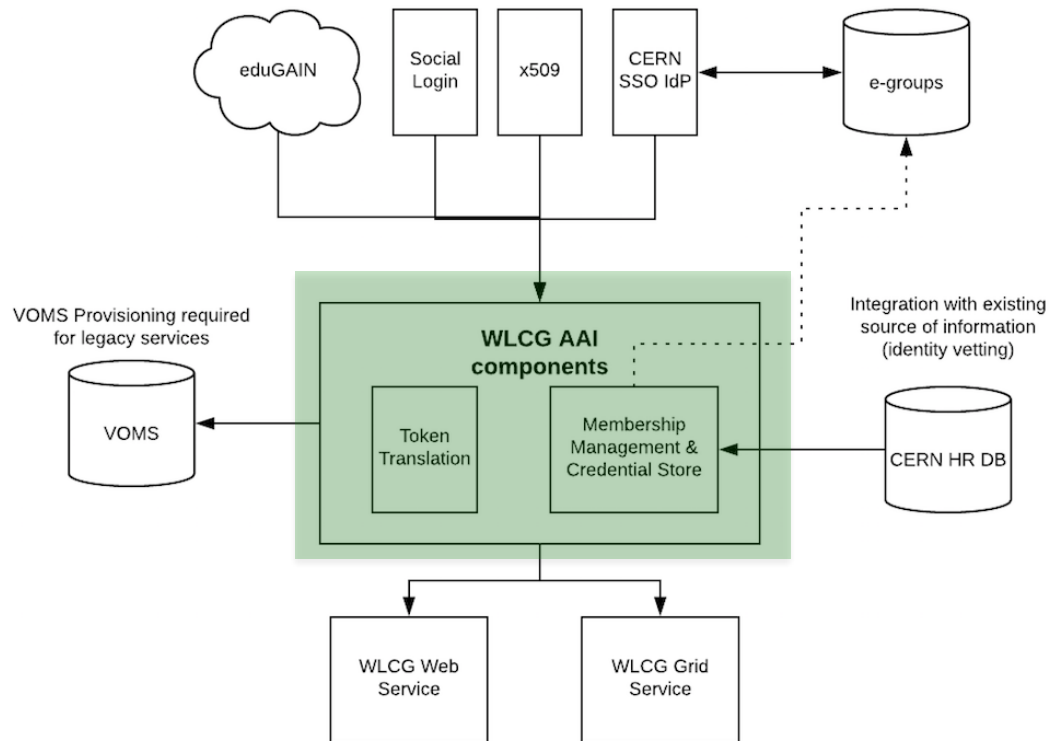 eduGAIN
Social
Login
x509
CERN
SSO IdP
e-groups
VOMS Provisioning required
for legacy services
VOMS
WLCG AAI
components
Token
Translation
Membership
Management &
Credential Store
Integration with existing
source of information
(identity vetting)
CERN HR DB
WLCG Web
Service
WLCG Grid
Service